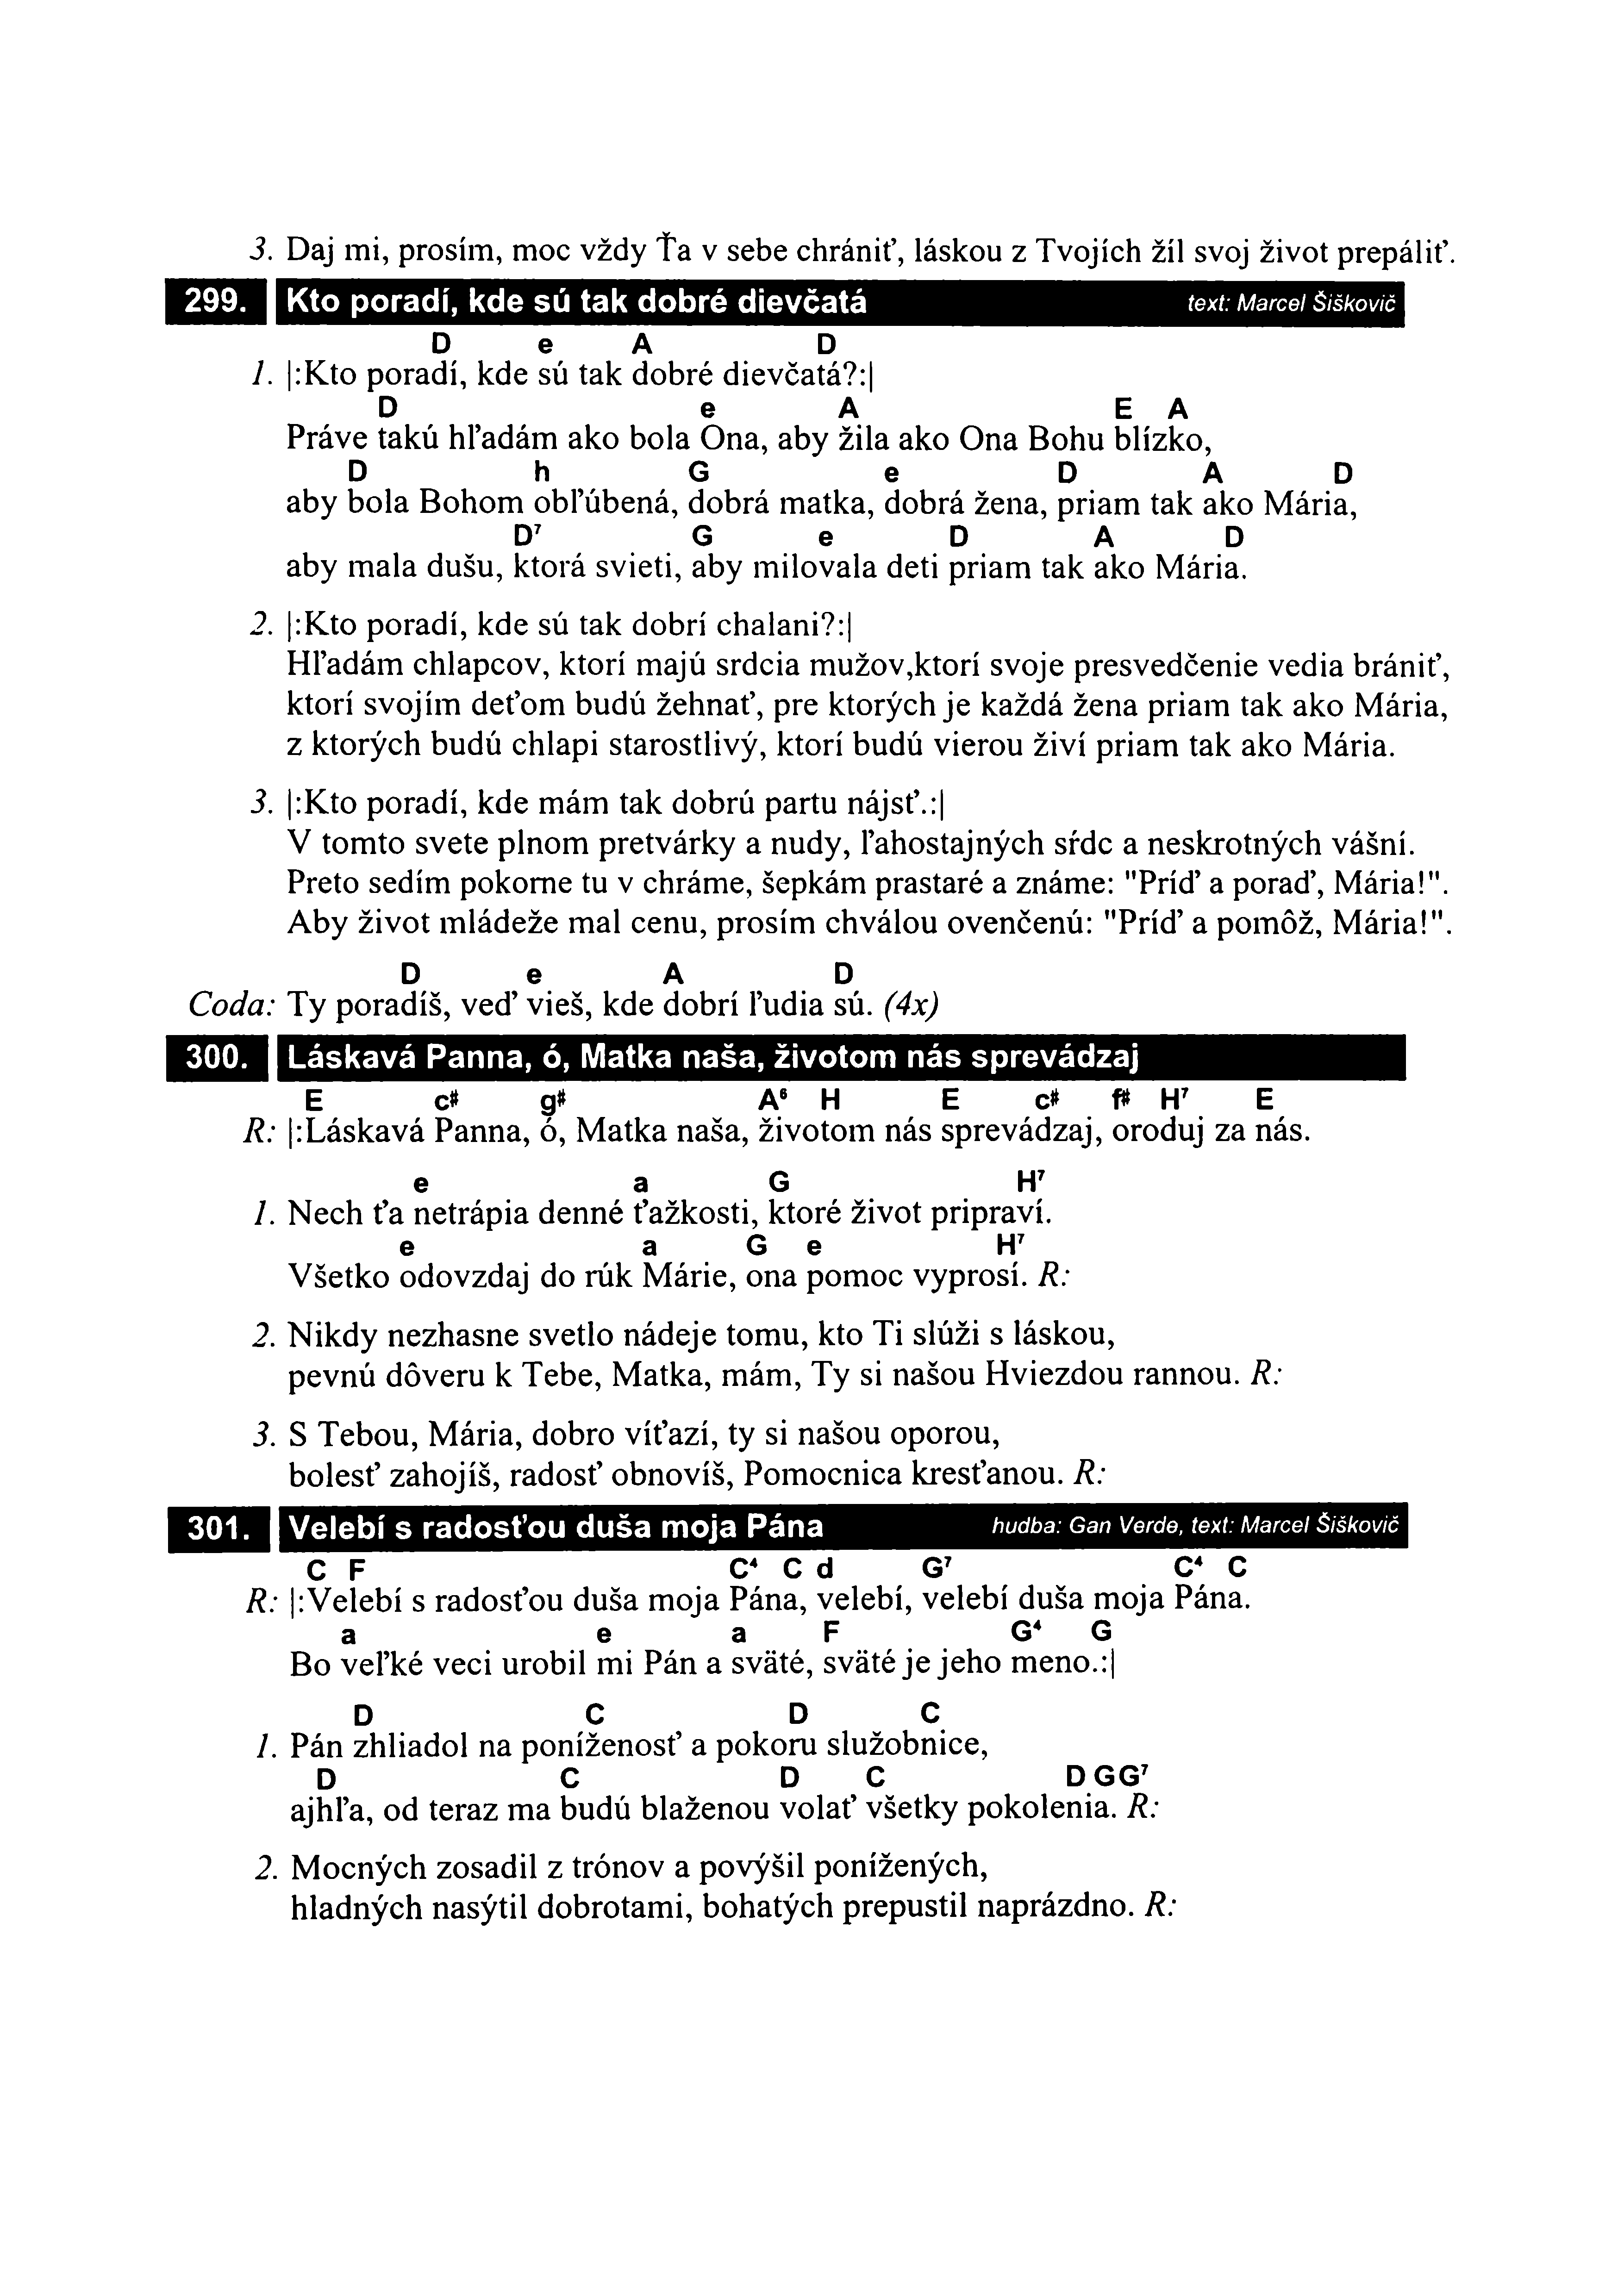 3. Daj mi, prosím, moc vždy Ťa v sebe chrániť, láskou z Tvojích žíl svoj život prepáliť.
299. Kto poradí, kde sú tak dobré dievčatá text: Marcel Šiškovič
D e A D
1. |:Kto poradí, kde sú tak dobré dievčatá?:|
D e A E A
Práve takú hľadám ako bola Ona, aby žila ako Ona Bohu blízko,
D h G e D A D
aby bola Bohom obľúbená, dobrá matka, dobrá žena, priam tak ako Mária,
D⁷ G e D A D
aby mala dušu, ktorá svieti, aby milovala deti priam tak ako Mária.
2. |:Kto poradí, kde sú tak dobrí chalani?:|
Hľadám chlapcov, ktorí majú srdcia mužov,ktorí svoje presvedčenie vedia brániť,
ktorí svojím deťom budú žehnať, pre ktorých je každá žena priam tak ako Mária,
z ktorých budú chlapi starostlivý, ktorí budú vierou živí priam tak ako Mária.
3. |:Kto poradí, kde mám tak dobrú partu nájsť.:|
V tomto svete plnom pretvárky a nudy, ľahostajných sŕdc a neskrotných vášní.
Preto sedím pokorne tu v chráme, šepkám prastaré a známe: "Príď a poraď, Mária!".
Aby život mládeže mal cenu, prosím chválou ovenčenú: "Príď a pomôž, Mária!".
D e A D
Coda: Ty poradíš, veď vieš, kde dobrí ľudia sú. (4x)
300. Láskavá Panna, ó, Matka naša, životom nás sprevádzaj
E c# g# A⁶ H E c# f# H⁷ E
R: |:Láskavá Panna, ó, Matka naša, životom nás sprevádzaj, oroduj za nás.
e a G H⁷
1. Nech ťa netrápia denné ťažkosti, ktoré život pripraví.
e a G e H⁷
Všetko odovzdaj do rúk Márie, ona pomoc vyprosí. R:
2. Nikdy nezhasne svetlo nádeje tomu, kto Ti slúži s láskou,
pevnú dôveru k Tebe, Matka, mám, Ty si našou Hviezdou rannou. R:
3. S Tebou, Mária, dobro víťazí, ty si našou oporou,
bolesť zahojíš, radosť obnovíš, Pomocnica kresťanou. R:
301. Velebí s radosťou duša moja Pána hudba: Gan Verde, text: Marcel Šiškovič
C F C⁴ C d G⁷ C⁴ C
R: |:Velebí s radosťou duša moja Pána, velebí, velebí duša moja Pána.
a e a F G⁴ G
Bo veľké veci urobil mi Pán a sväté, sväté je jeho meno.:|
D C D C
1. Pán zhliadol na poníženosť a pokoru služobnice,
D C D C D G G⁷
ajhľa, od teraz ma budú blaženou volať všetky pokolenia. R:
2. Mocných zosadil z trónov a povýšil ponížených,
hladných nasýtil dobrotami, bohatých prepustil naprázdno. R: